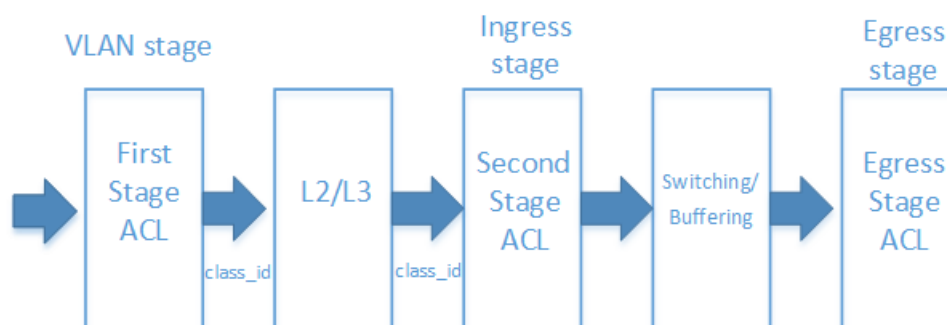 VLAN stage
Ingress
stage
Egress
stage
First
Stage
ACL
class_id
L2/L3
class_id
Second
Stage
ACL
Switching/
Buffering
Egress
Stage
ACL